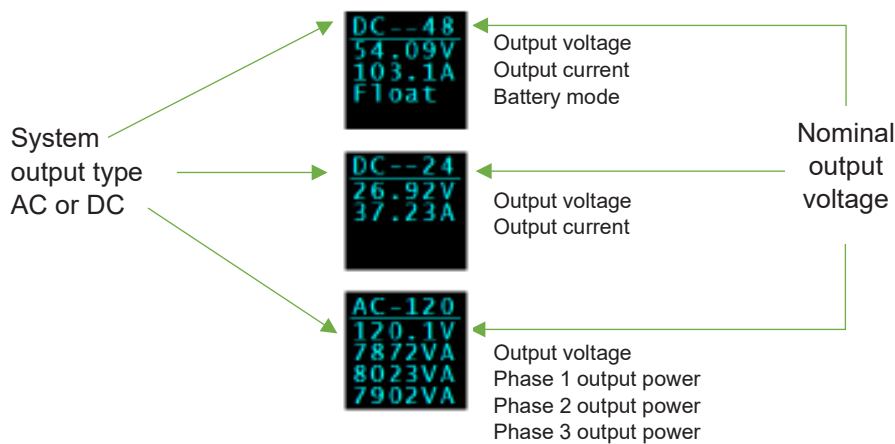 System
output type
AC or DC
DC--48
54.09V
103.1A
Float
Output voltage
Output current
Battery mode
DC--24
26.92V
37.23A
Output voltage
Output current
AC-120
120.1V
7872VA
8023VA
7902VA
Output voltage
Phase 1 output power
Phase 2 output power
Phase 3 output power
Nominal
output
voltage